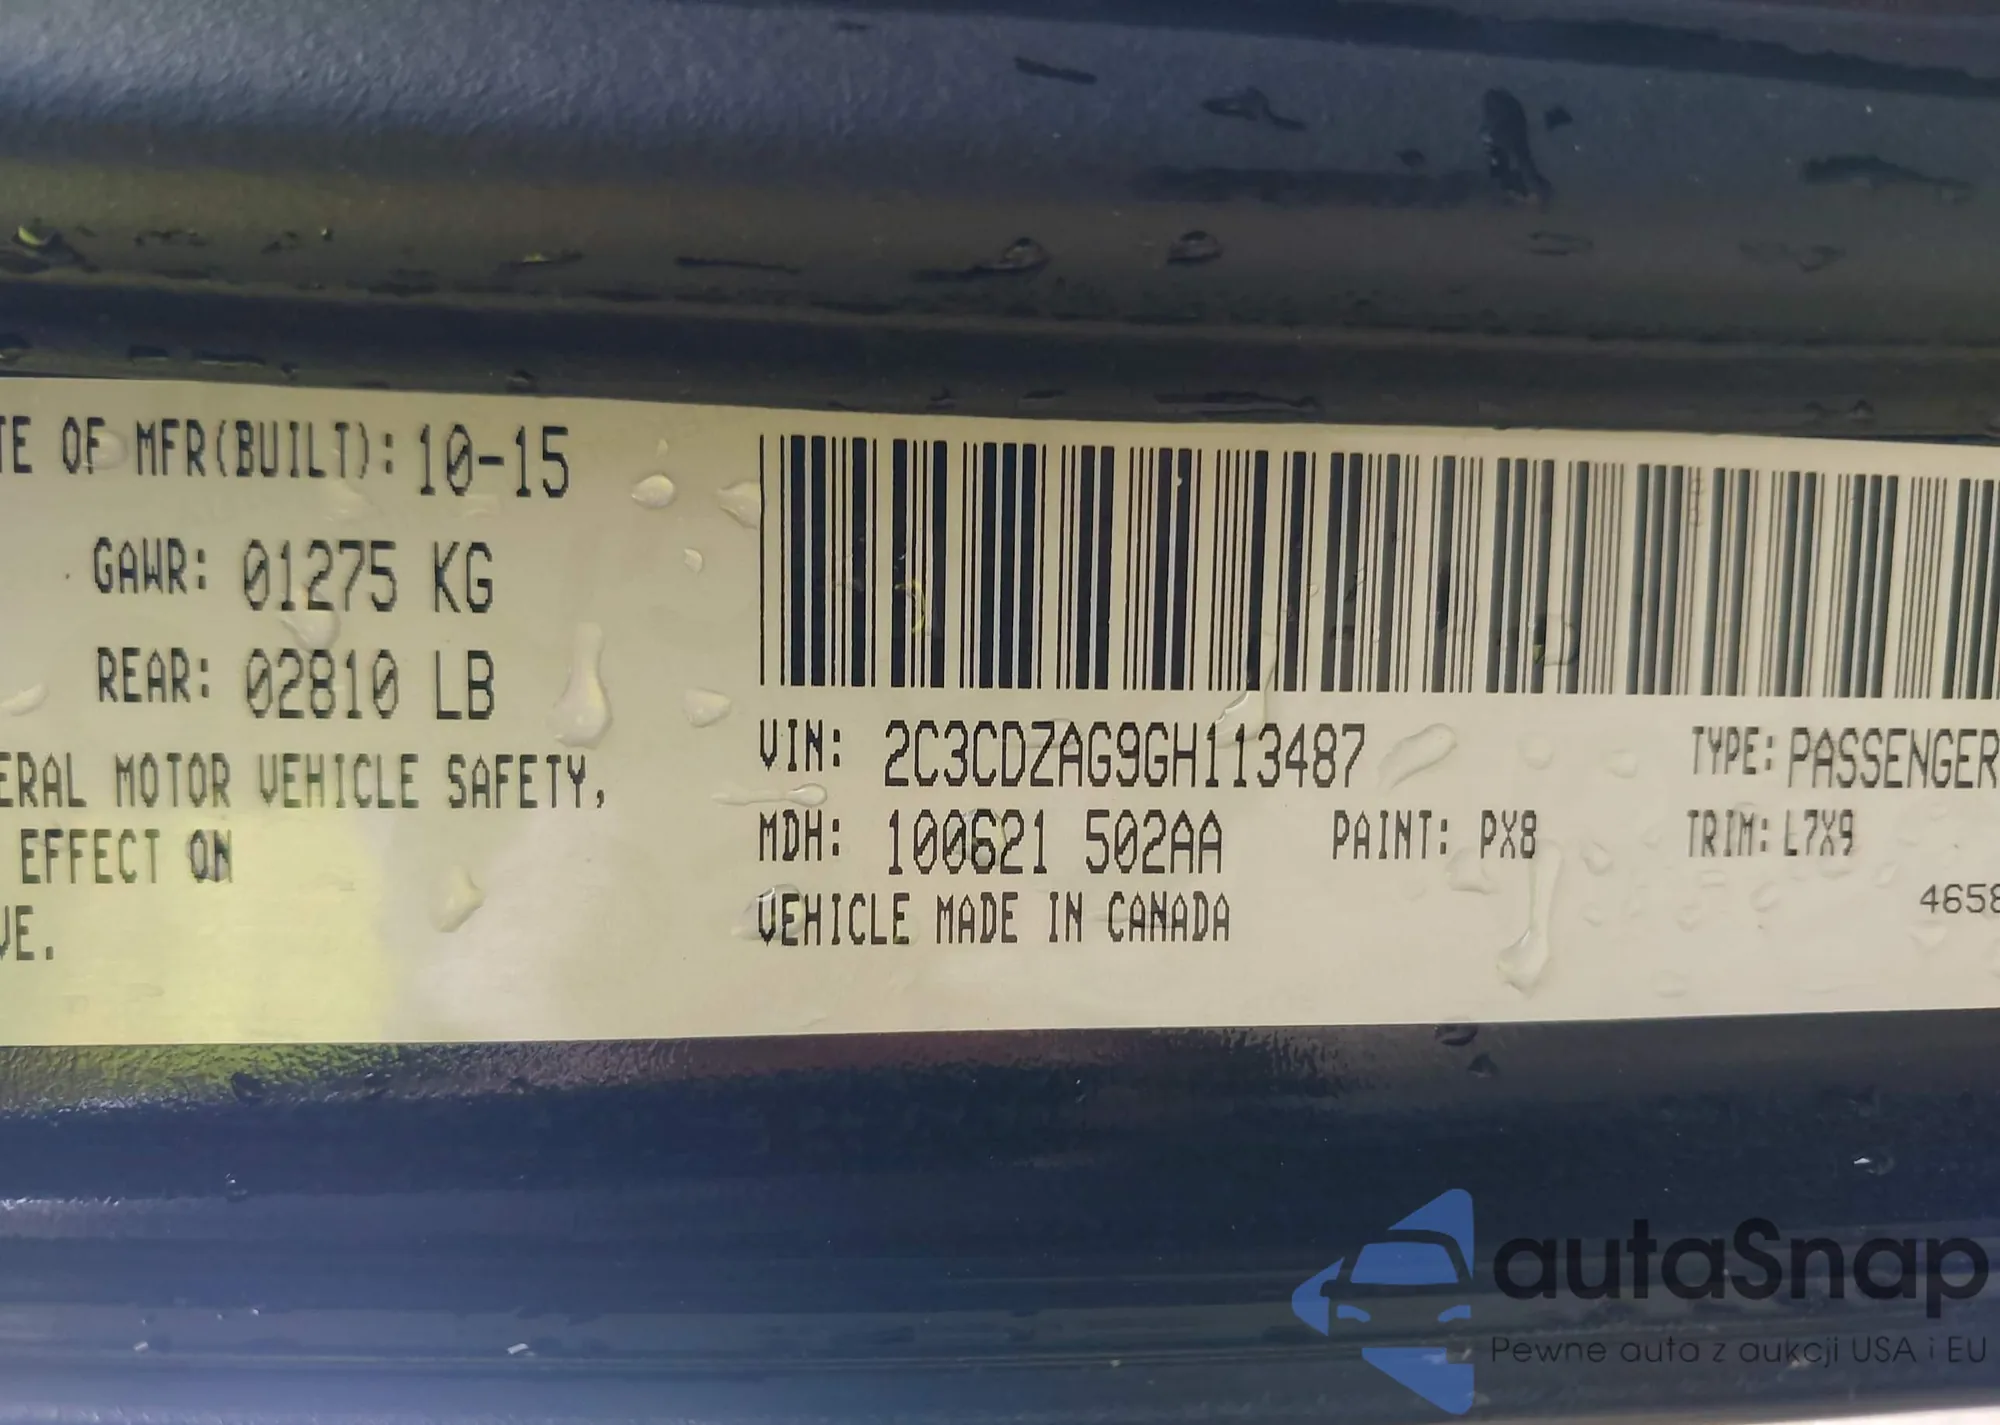 TE OF MFR(BUILT): 10-15
GAWR: 01275 KG
REAR: 02810 LB
ERAL MOTOR VEHICLE SAFETY,
EFFECT ON
VE.
VIN: 2C3CDZAG9GH113487 TYPE: PASSENGER
MDH: 100621 502AA PAINT: PX8 TRIM: L7X9
VEHICLE MADE IN CANADA
4658
autaSnap
Pewne auta z aukcji USA i EU